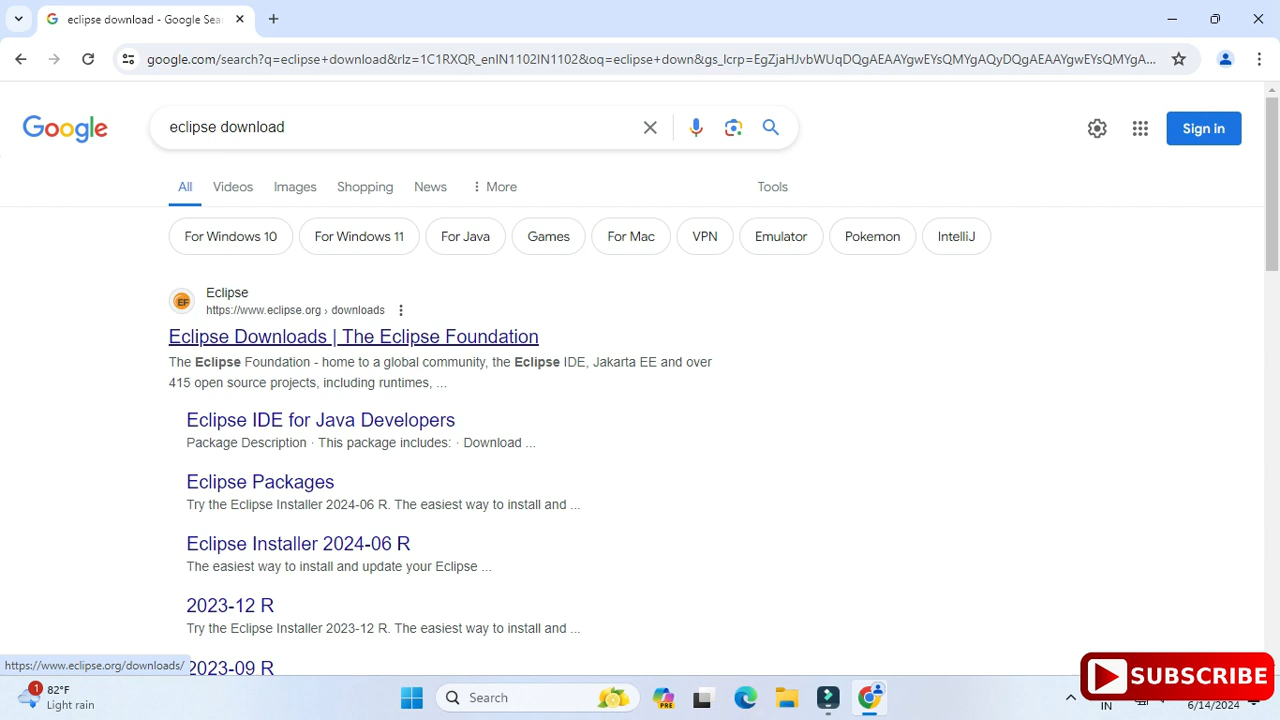 eclipse download - Google Sea
google.com/search?q=eclipse+download&rlz=1C1RXQR_enIN1102IN1102&oq=eclipse+down&gs_lcrp=EgZjaHJvbWUqDQgAEAAYgwEYsQMYgAQyDQgAEAAYgwEYsQMYgA...
Google
eclipse download
Sign in
All Videos Images Shopping News More Tools
For Windows 10 For Windows 11 For Java Games For Mac VPN Emulator Pokemon IntelliJ
EF
Eclipse
https://www.eclipse.org › downloads
Eclipse Downloads | The Eclipse Foundation
The Eclipse Foundation - home to a global community, the Eclipse IDE, Jakarta EE and over
415 open source projects, including runtimes, ...
Eclipse IDE for Java Developers
Package Description · This package includes: · Download ...
Eclipse Packages
Try the Eclipse Installer 2024-06 R. The easiest way to install and ...
Eclipse Installer 2024-06 R
The easiest way to install and update your Eclipse ...
2023-12 R
Try the Eclipse Installer 2023-12 R. The easiest way to install and ...
https://www.eclipse.org/downloads/
2023-09 R
SUBSCRIBE
1
82°F
Light rain
Search
PRE
IN
6/14/2024